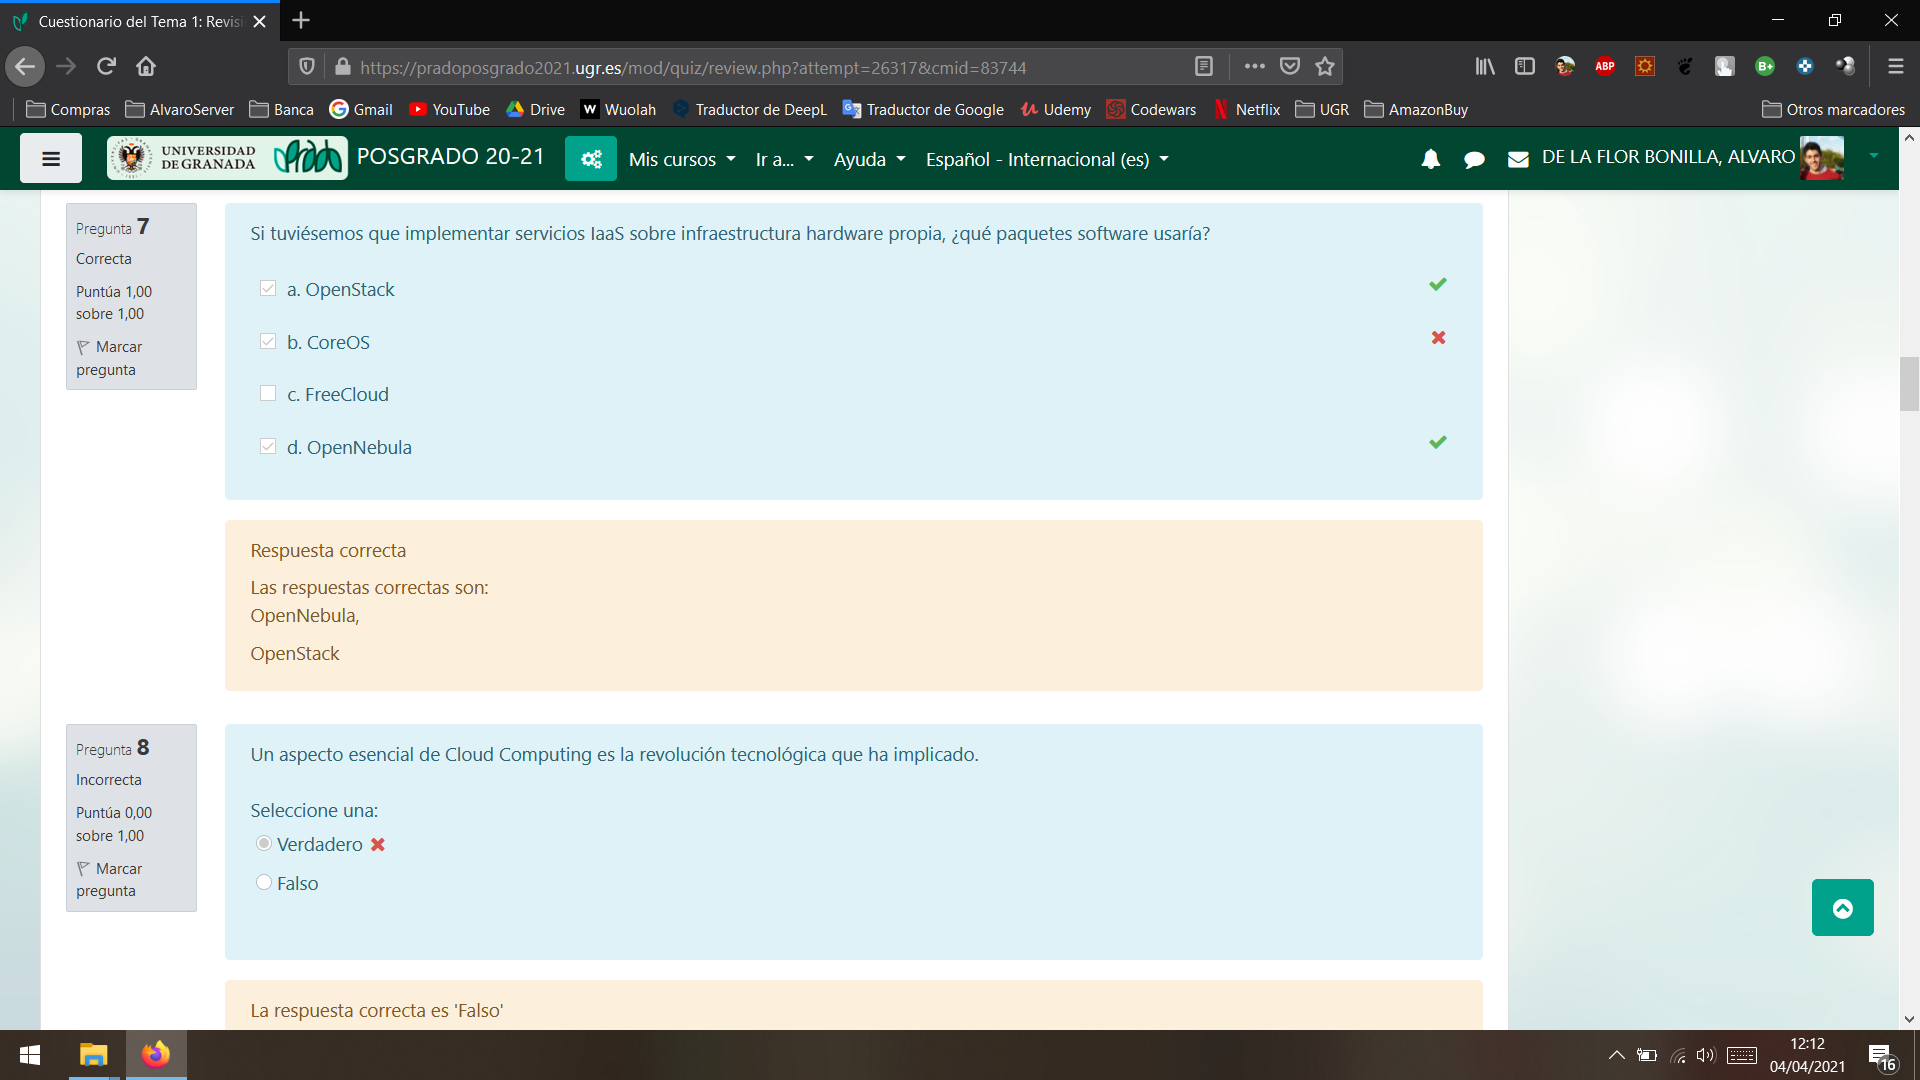 Cuestionario del Tema 1: Revisi
https://pradoposgrado2021.ugr.es/mod/quiz/review.php?attempt=26317&cmid=83744
ABP
B+
Compras
AlvaroServer
Banca
Gmail
YouTube
Drive
W Wuolah
Traductor de DeepL
Traductor de Google
Udemy
Codewars
N Netflix
UGR
AmazonBuy
Otros marcadores
UNIVERSIDAD
DE GRANADA
Prado
POSGRADO 20-21
Mis cursos
Ir a...
Ayuda
Español - Internacional (es)
DE LA FLOR BONILLA, ALVARO
Pregunta 7
Correcta
Puntúa 1,00
sobre 1,00
Marcar
pregunta
Si tuviésemos que implementar servicios IaaS sobre infraestructura hardware propia, ¿qué paquetes software usaría?
a. OpenStack
b. CoreOS
c. FreeCloud
d. OpenNebula
Respuesta correcta
Las respuestas correctas son:
OpenNebula,
OpenStack
Pregunta 8
Incorrecta
Puntúa 0,00
sobre 1,00
Marcar
pregunta
Un aspecto esencial de Cloud Computing es la revolución tecnológica que ha implicado.
Seleccione una:
Verdadero
Falso
La respuesta correcta es 'Falso'
12:12
04/04/2021
16